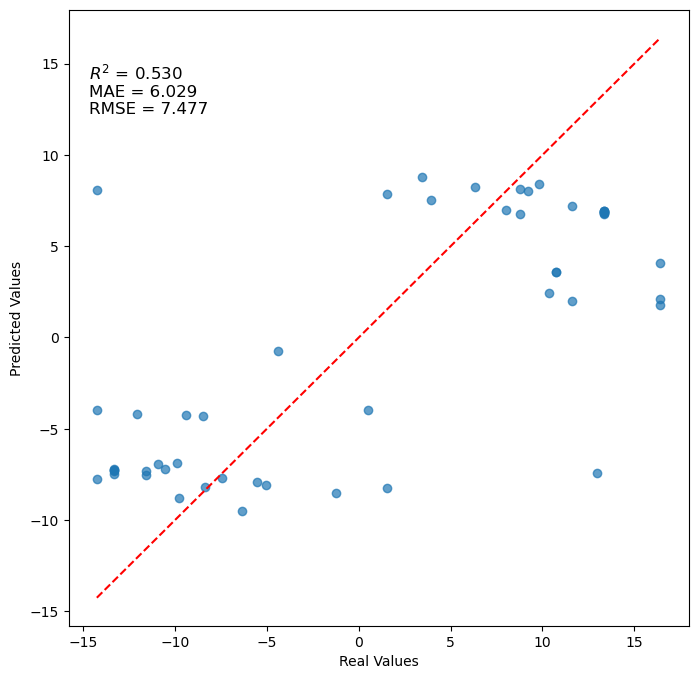 R² = 0.530
MAE = 6.029
RMSE = 7.477
15
10
5
0
−5
−10
−15
Predicted Values
−15 −10 −5 0 5 10 15
Real Values